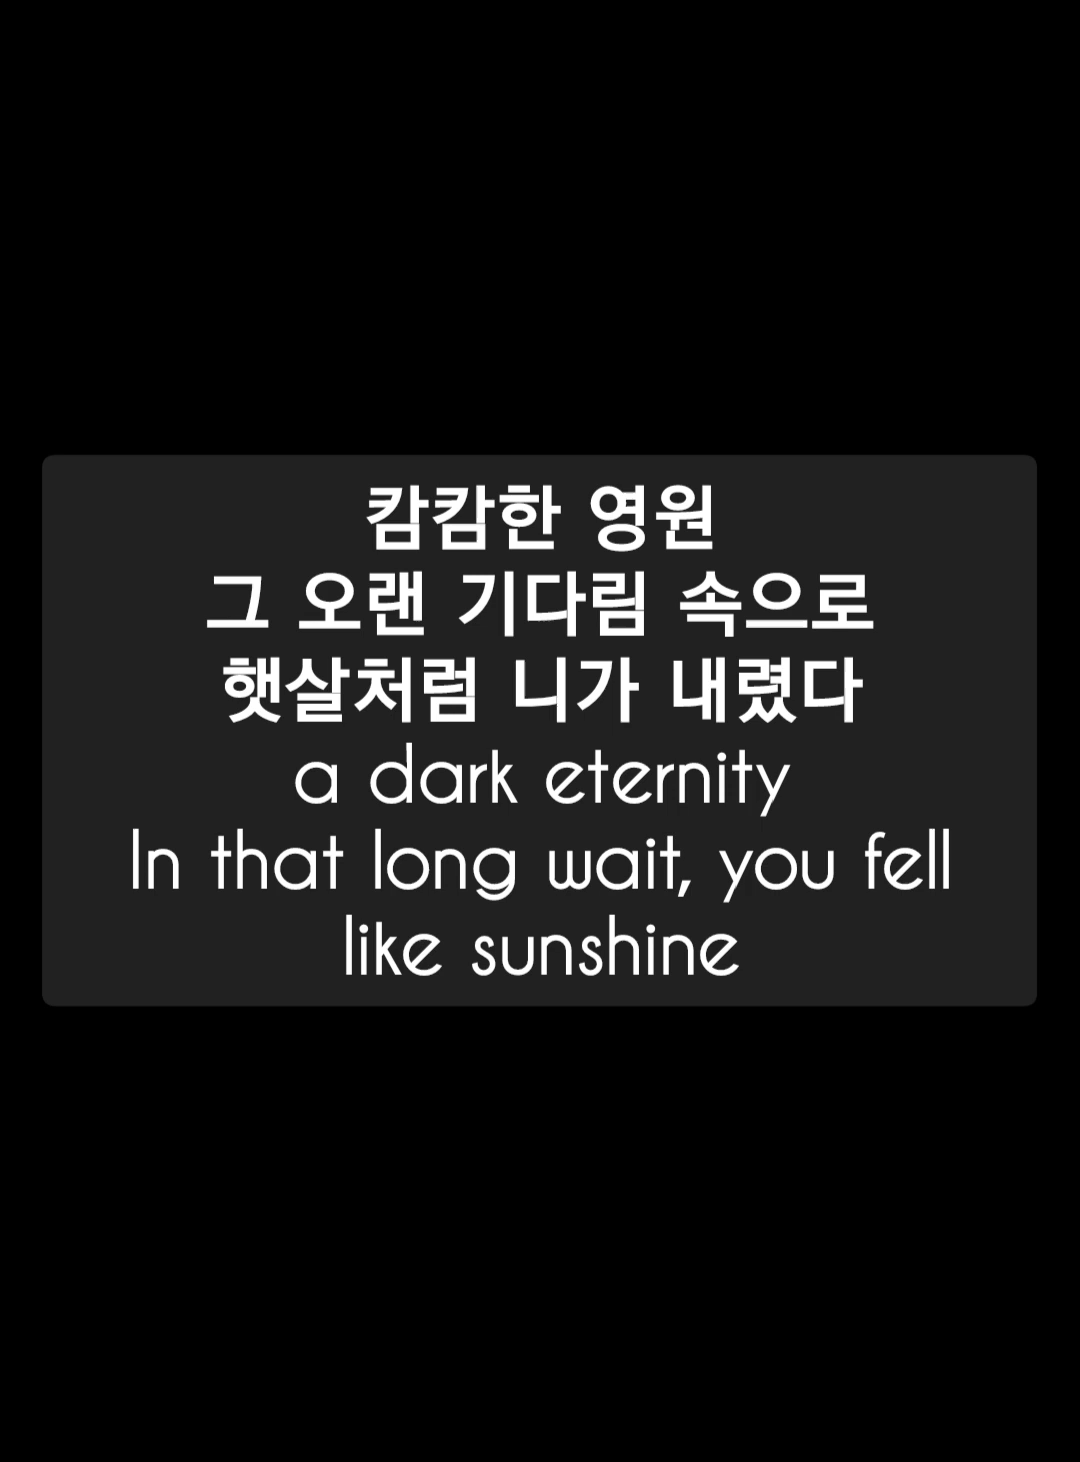 캄캄한 영원
그 오랜 기다림 속으로
햇살처럼 니가 내렸다
a dark eternity
In that long wait, you fell
like sunshine